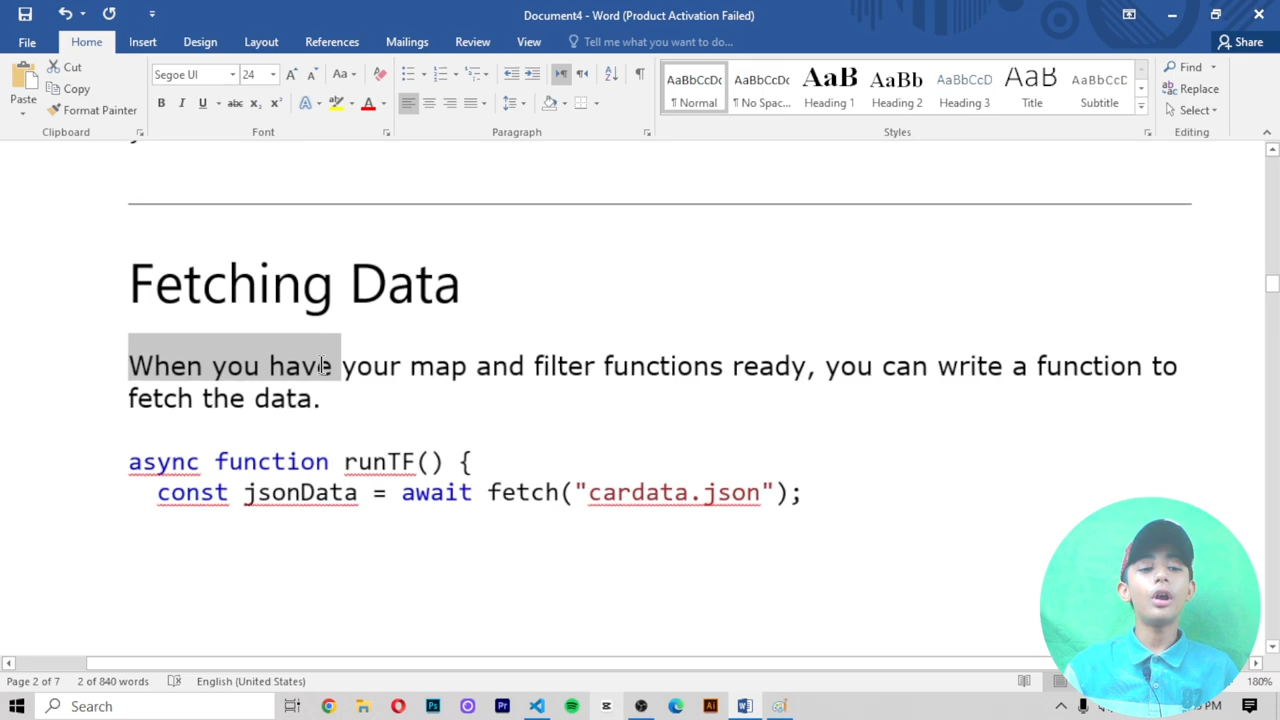 Document4 - Word (Product Activation Failed)
File Home Insert Design Layout References Mailings Review View Tell me what you want to do... Share
Paste Cut Copy Format Painter
Clipboard
Segoe UI 24 Aa
B I U abc x₂ x² A A
Font
Paragraph
AaBbCcDc AaBbCcDc AaB AaBb AaBbCcD AaB AaBbCcD
¶ Normal ¶ No Spac... Heading 1 Heading 2 Heading 3 Title Subtitle
Styles
Find Replace Select
Editing
Fetching Data
When you have your map and filter functions ready, you can write a function to
fetch the data.
async function runTF() {
const jsonData = await fetch("cardata.json");
Page 2 of 7 2 of 840 words English (United States) 180%
Search